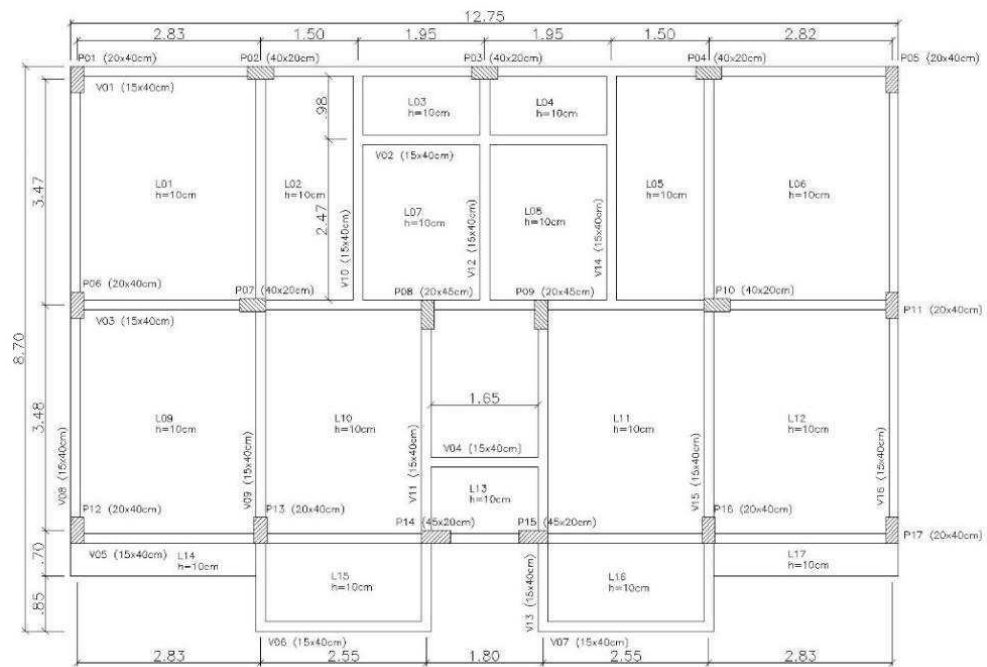 12.75
2.83 1.50 1.95 1.95 1.50 2.82
P01 (20x40cm) P02 (40x20cm) P03 (40x20cm) P04 (40x20cm) P05 (20x40cm)
V01 (15x40cm)
.98
L03
h=10cm
L04
h=10cm
V02 (15x40cm)
3.47
2.47
L01
h=10cm
L02
h=10cm
L05
h=10cm
L06
h=10cm
L07
h=10cm
L08
h=10cm
V10 (15x40cm)
V12 (15x40cm)
V14 (15x40cm)
P06 (20x40cm) P07 (40x20cm) P08 (20x45cm) P09 (20x45cm) P10 (40x20cm) P11 (20x40cm)
V03 (15x40cm)
8.70
3.48
1.65
L09
h=10cm
L10
h=10cm
L11
h=10cm
L12
h=10cm
V04 (15x40cm)
V08 (15x40cm)
V09 (15x40cm)
V11 (15x40cm)
V15 (15x40cm)
V16 (15x40cm)
L13
h=10cm
P12 (20x40cm) P13 (20x40cm) P14 (45x20cm) P15 (45x20cm) P16 (20x40cm) P17 (20x40cm)
V05 (15x40cm)
.70
L14
h=10cm
L17
h=10cm
L15
h=10cm
L16
h=10cm
V13 (15x40cm)
.85
V06 (15x40cm) V07 (15x40cm)
2.83 2.55 1.80 2.55 2.83